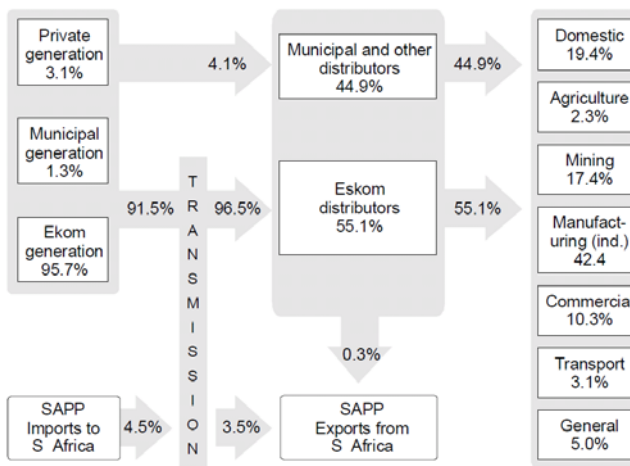 Private
generation
3.1%
Municipal
generation
1.3%
Ekom
generation
95.7%
4.1%
91.5%
TRANSMISSION
96.5%
Municipal and other
distributors
44.9%
Eskom
distributors
55.1%
44.9%
55.1%
0.3%
SAPP
Imports to
S Africa
4.5%
3.5%
SAPP
Exports from
S Africa
Domestic
19.4%
Agriculture
2.3%
Mining
17.4%
Manufact-
uring (ind.)
42.4
Commercia
10.3%
Transport
3.1%
General
5.0%